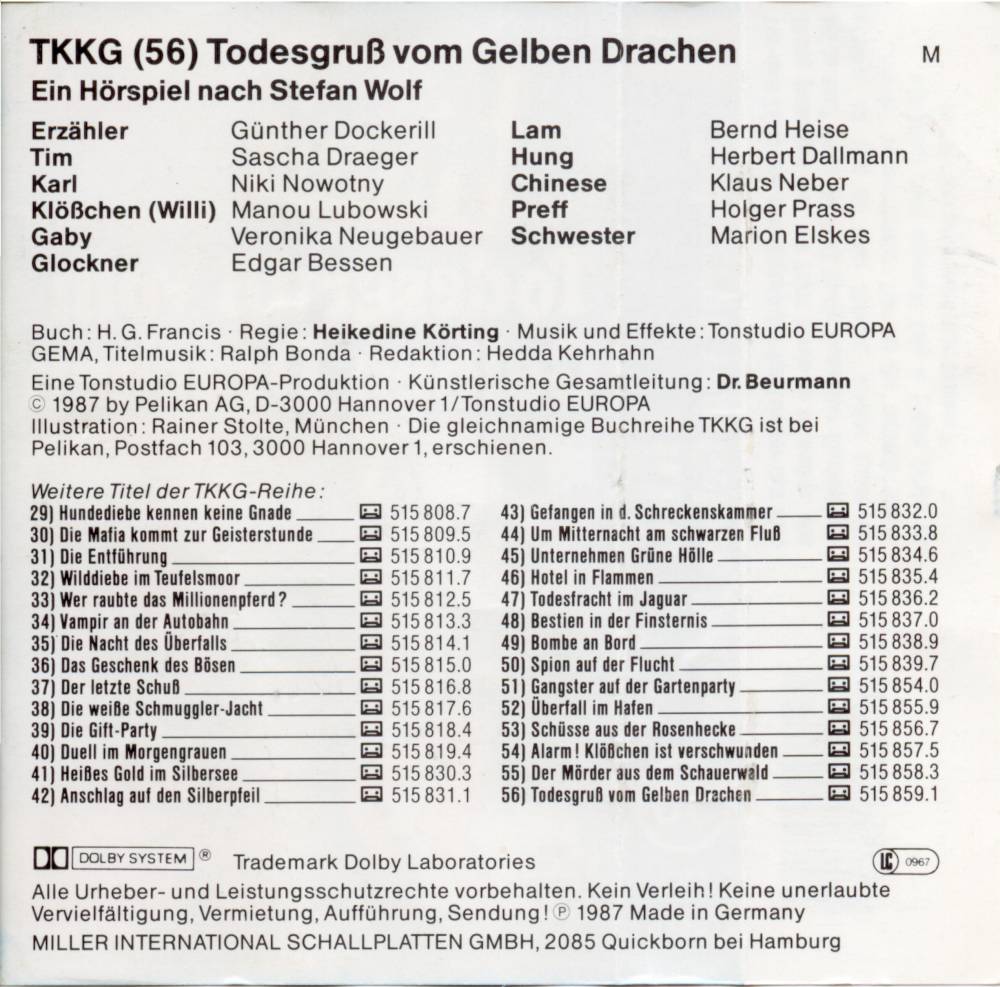 TKKG (56) Todesgruß vom Gelben Drachen M
Ein Hörspiel nach Stefan Wolf
Erzähler Günther Dockerill
Tim Sascha Draeger
Karl Niki Nowotny
Klößchen (Willi) Manou Lubowski
Gaby Veronika Neugebauer
Glockner Edgar Bessen
Lam Bernd Heise
Hung Herbert Dallmann
Chinese Klaus Neber
Preff Holger Prass
Schwester Marion Elskes
Buch: H. G. Francis · Regie: Heikedine Körting · Musik und Effekte: Tonstudio EUROPA
GEMA, Titelmusik: Ralph Bonda · Redaktion: Hedda Kehrhahn
Eine Tonstudio EUROPA-Produktion · Künstlerische Gesamtleitung: Dr. Beurmann
© 1987 by Pelikan AG, D-3000 Hannover 1/Tonstudio EUROPA
Illustration: Rainer Stolte, München · Die gleichnamige Buchreihe TKKG ist bei
Pelikan, Postfach 103, 3000 Hannover 1, erschienen.
Weitere Titel der TKKG-Reihe:
29) Hundediebe kennen keine Gnade 515 808.7
30) Die Mafia kommt zur Geisterstunde 515 809.5
31) Die Entführung 515 810.9
32) Wilddiebe im Teufelsmoor 515 811.7
33) Wer raubte das Millionenpferd? 515 812.5
34) Vampir an der Autobahn 515 813.3
35) Die Nacht des Überfalls 515 814.1
36) Das Geschenk des Bösen 515 815.0
37) Der letzte Schuß 515 816.8
38) Die weiße Schmuggler-Jacht 515 817.6
39) Die Gift-Party 515 818.4
40) Duell im Morgengrauen 515 819.4
41) Heißes Gold im Silbersee 515 830.3
42) Anschlag auf den Silberpfeil 515 831.1
43) Gefangen in d. Schreckenskammer 515 832.0
44) Um Mitternacht am schwarzen Fluß 515 833.8
45) Unternehmen Grüne Hölle 515 834.6
46) Hotel in Flammen 515 835.4
47) Todesfracht im Jaguar 515 836.2
48) Bestien in der Finsternis 515 837.0
49) Bombe an Bord 515 838.9
50) Spion auf der Flucht 515 839.7
51) Gangster auf der Gartenparty 515 854.0
52) Überfall im Hafen 515 855.9
53) Schüsse aus der Rosenhecke 515 856.7
54) Alarm! Klößchen ist verschwunden 515 857.5
55) Der Mörder aus dem Schauerwald 515 858.3
56) Todesgruß vom Gelben Drachen 515 859.1
DOLBY SYSTEM ® Trademark Dolby Laboratories LC 0967
Alle Urheber- und Leistungsschutzrechte vorbehalten. Kein Verleih! Keine unerlaubte
Vervielfältigung, Vermietung, Aufführung, Sendung! ℗ 1987 Made in Germany
MILLER INTERNATIONAL SCHALLPLATTEN GMBH, 2085 Quickborn bei Hamburg